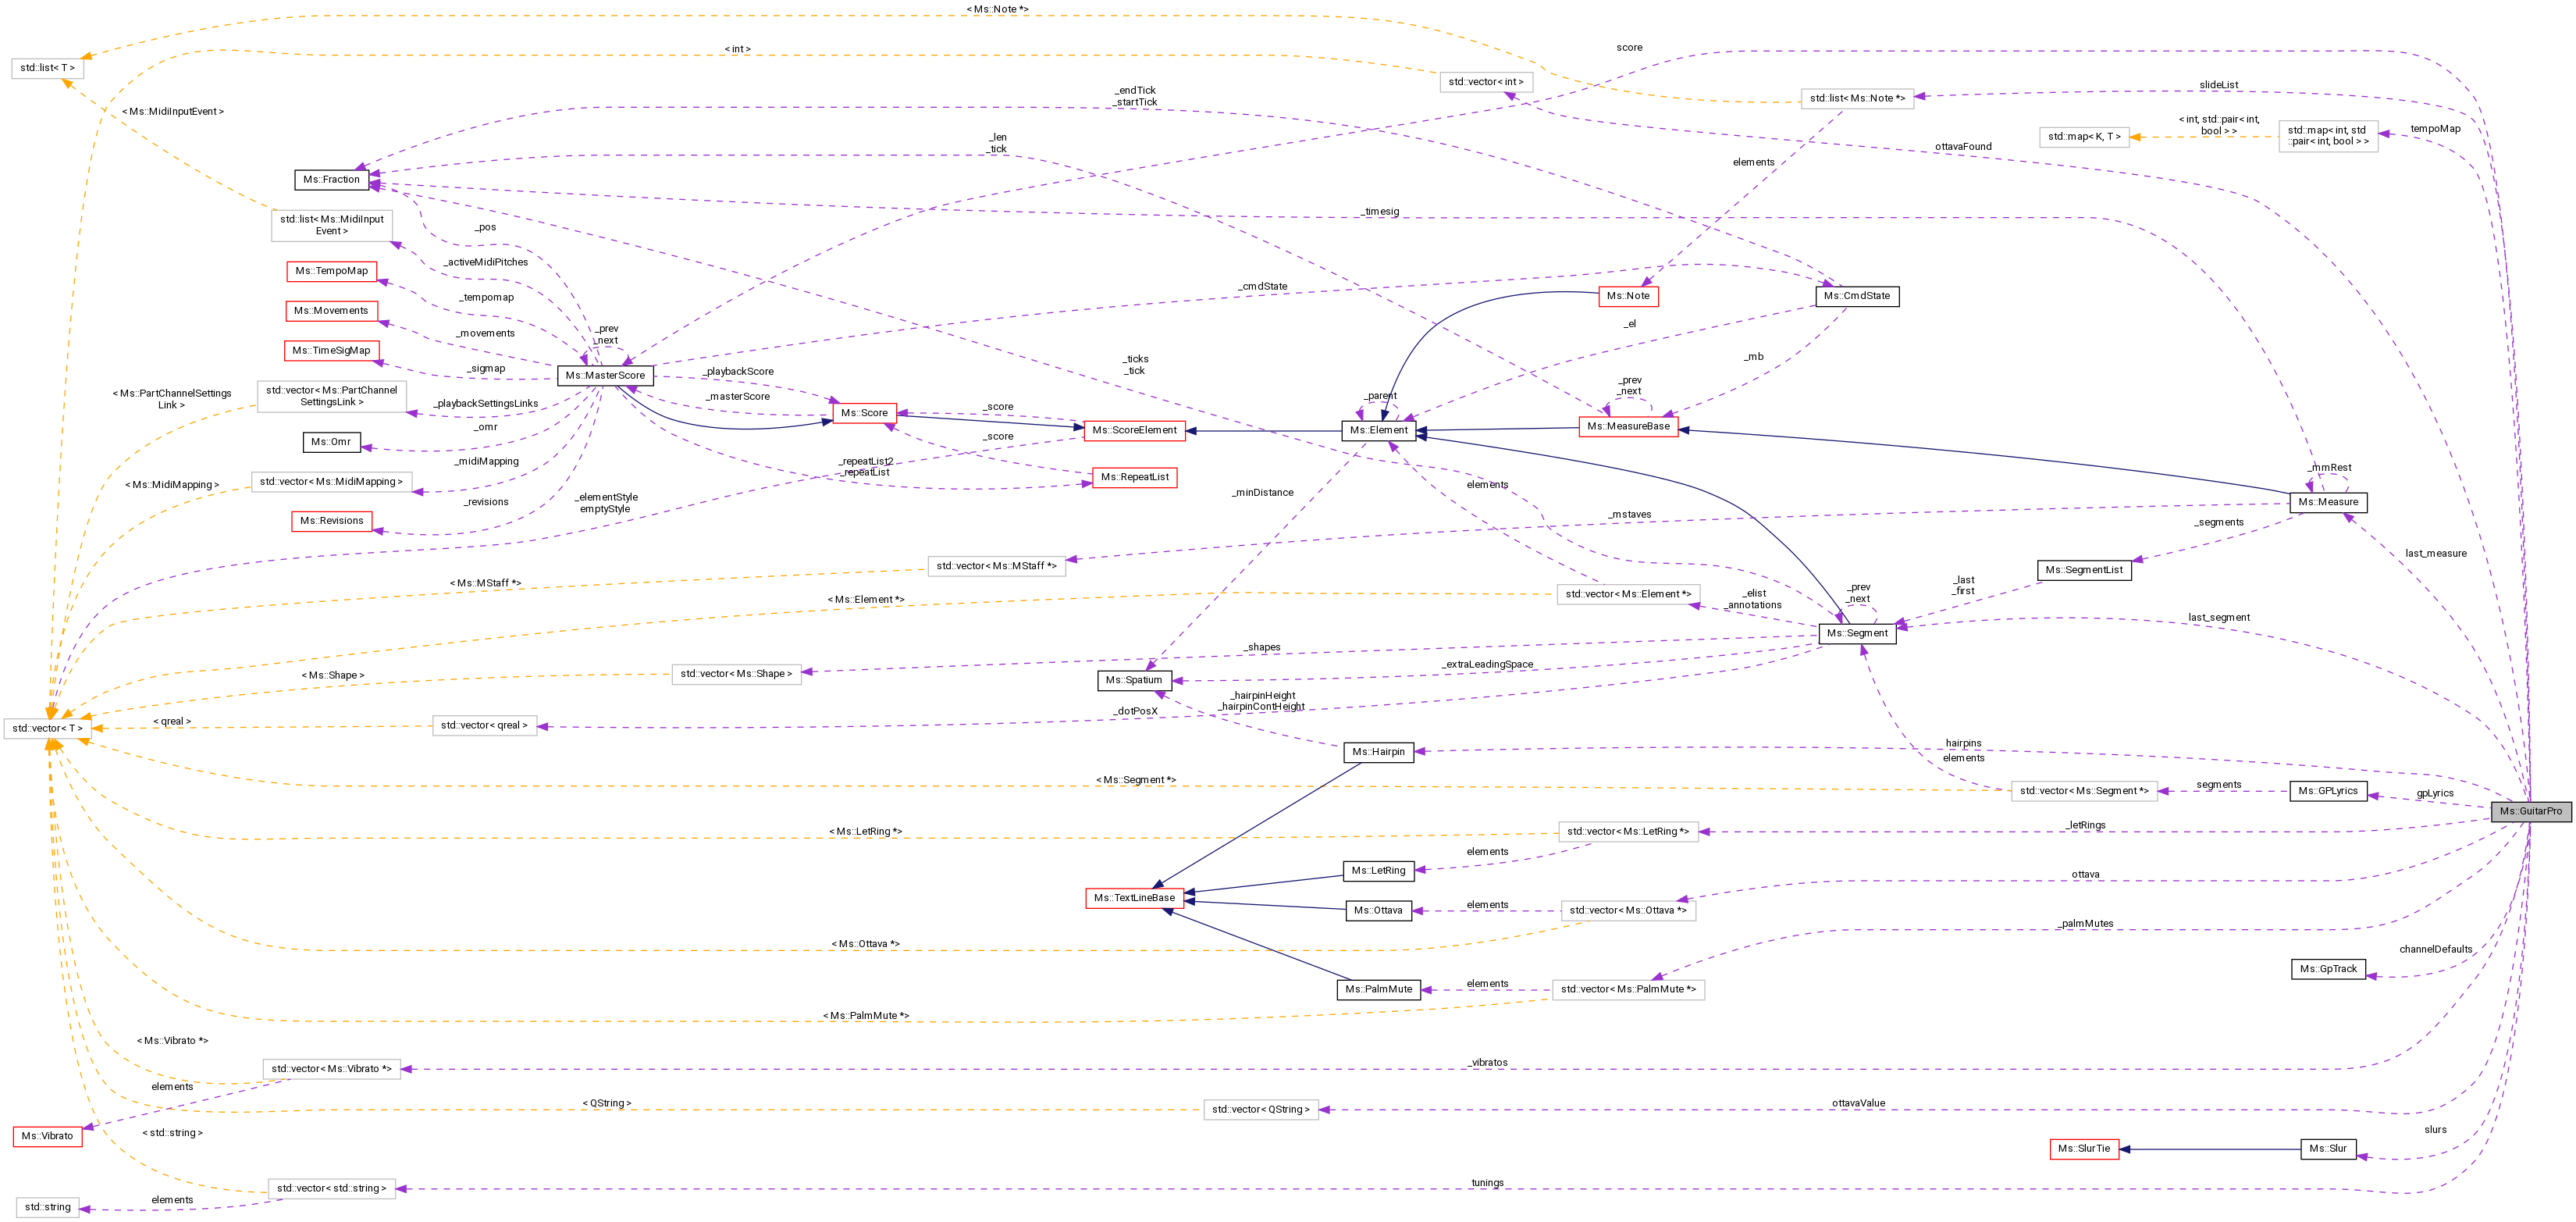 < Ms::Note *>
< int >
score
std::list< T >
std::vector< int >
slideList
_endTick
_startTick
std::list< Ms::Note *>
< Ms::MidiInputEvent >
< int, std::pair< int,
bool > >
std::map< K, T >
std::map< int, std
::pair< int, bool > >
tempoMap
_len
_tick
ottavaFound
elements
Ms::Fraction
_timesig
std::list< Ms::MidiInput
Event >
_pos
_activeMidiPitches
Ms::TempoMap
_tempomap
_cmdState
Ms::Note
Ms::CmdState
Ms::Movements
_movements
_prev
_next
_el
Ms::TimeSigMap
_sigmap
_ticks
_tick
_mb
Ms::MasterScore
_playbackScore
_prev
_next
< Ms::PartChannelSettings
Link >
std::vector< Ms::PartChannel
SettingsLink >
_playbackSettingsLinks
_masterScore
_parent
_score
Ms::Score
Ms::Omr
_omr
Ms::ScoreElement
Ms::Element
Ms::MeasureBase
_score
_midiMapping
_repeatList2
_repeatList
Ms::RepeatList
_mmRest
< Ms::MidiMapping >
std::vector< Ms::MidiMapping >
elements
_minDistance
_revisions
_elementStyle
emptyStyle
Ms::Measure
Ms::Revisions
_mstaves
_segments
last_measure
std::vector< Ms::MStaff *>
Ms::SegmentList
< Ms::MStaff *>
_last
_first
< Ms::Element *>
std::vector< Ms::Element *>
_elist
_annotations
_prev
_next
last_segment
Ms::Segment
_shapes
_extraLeadingSpace
< Ms::Shape >
std::vector< Ms::Shape >
Ms::Spatium
_hairpinHeight
_hairpinContHeight
_dotPosX
std::vector< T >
< qreal >
std::vector< qreal >
Ms::Hairpin
hairpins
elements
< Ms::Segment *>
std::vector< Ms::Segment *>
segments
Ms::GPLyrics
gpLyrics
Ms::GuitarPro
< Ms::LetRing *>
std::vector< Ms::LetRing *>
_letRings
elements
Ms::LetRing
ottava
Ms::TextLineBase
Ms::Ottava
elements
std::vector< Ms::Ottava *>
_palmMutes
< Ms::Ottava *>
channelDefaults
Ms::GpTrack
Ms::PalmMute
elements
std::vector< Ms::PalmMute *>
< Ms::PalmMute *>
< Ms::Vibrato *>
std::vector< Ms::Vibrato *>
_vibratos
elements
< QString >
std::vector< QString >
ottavaValue
Ms::Vibrato
< std::string >
slurs
Ms::SlurTie
Ms::Slur
std::vector< std::string >
tunings
elements
std::string